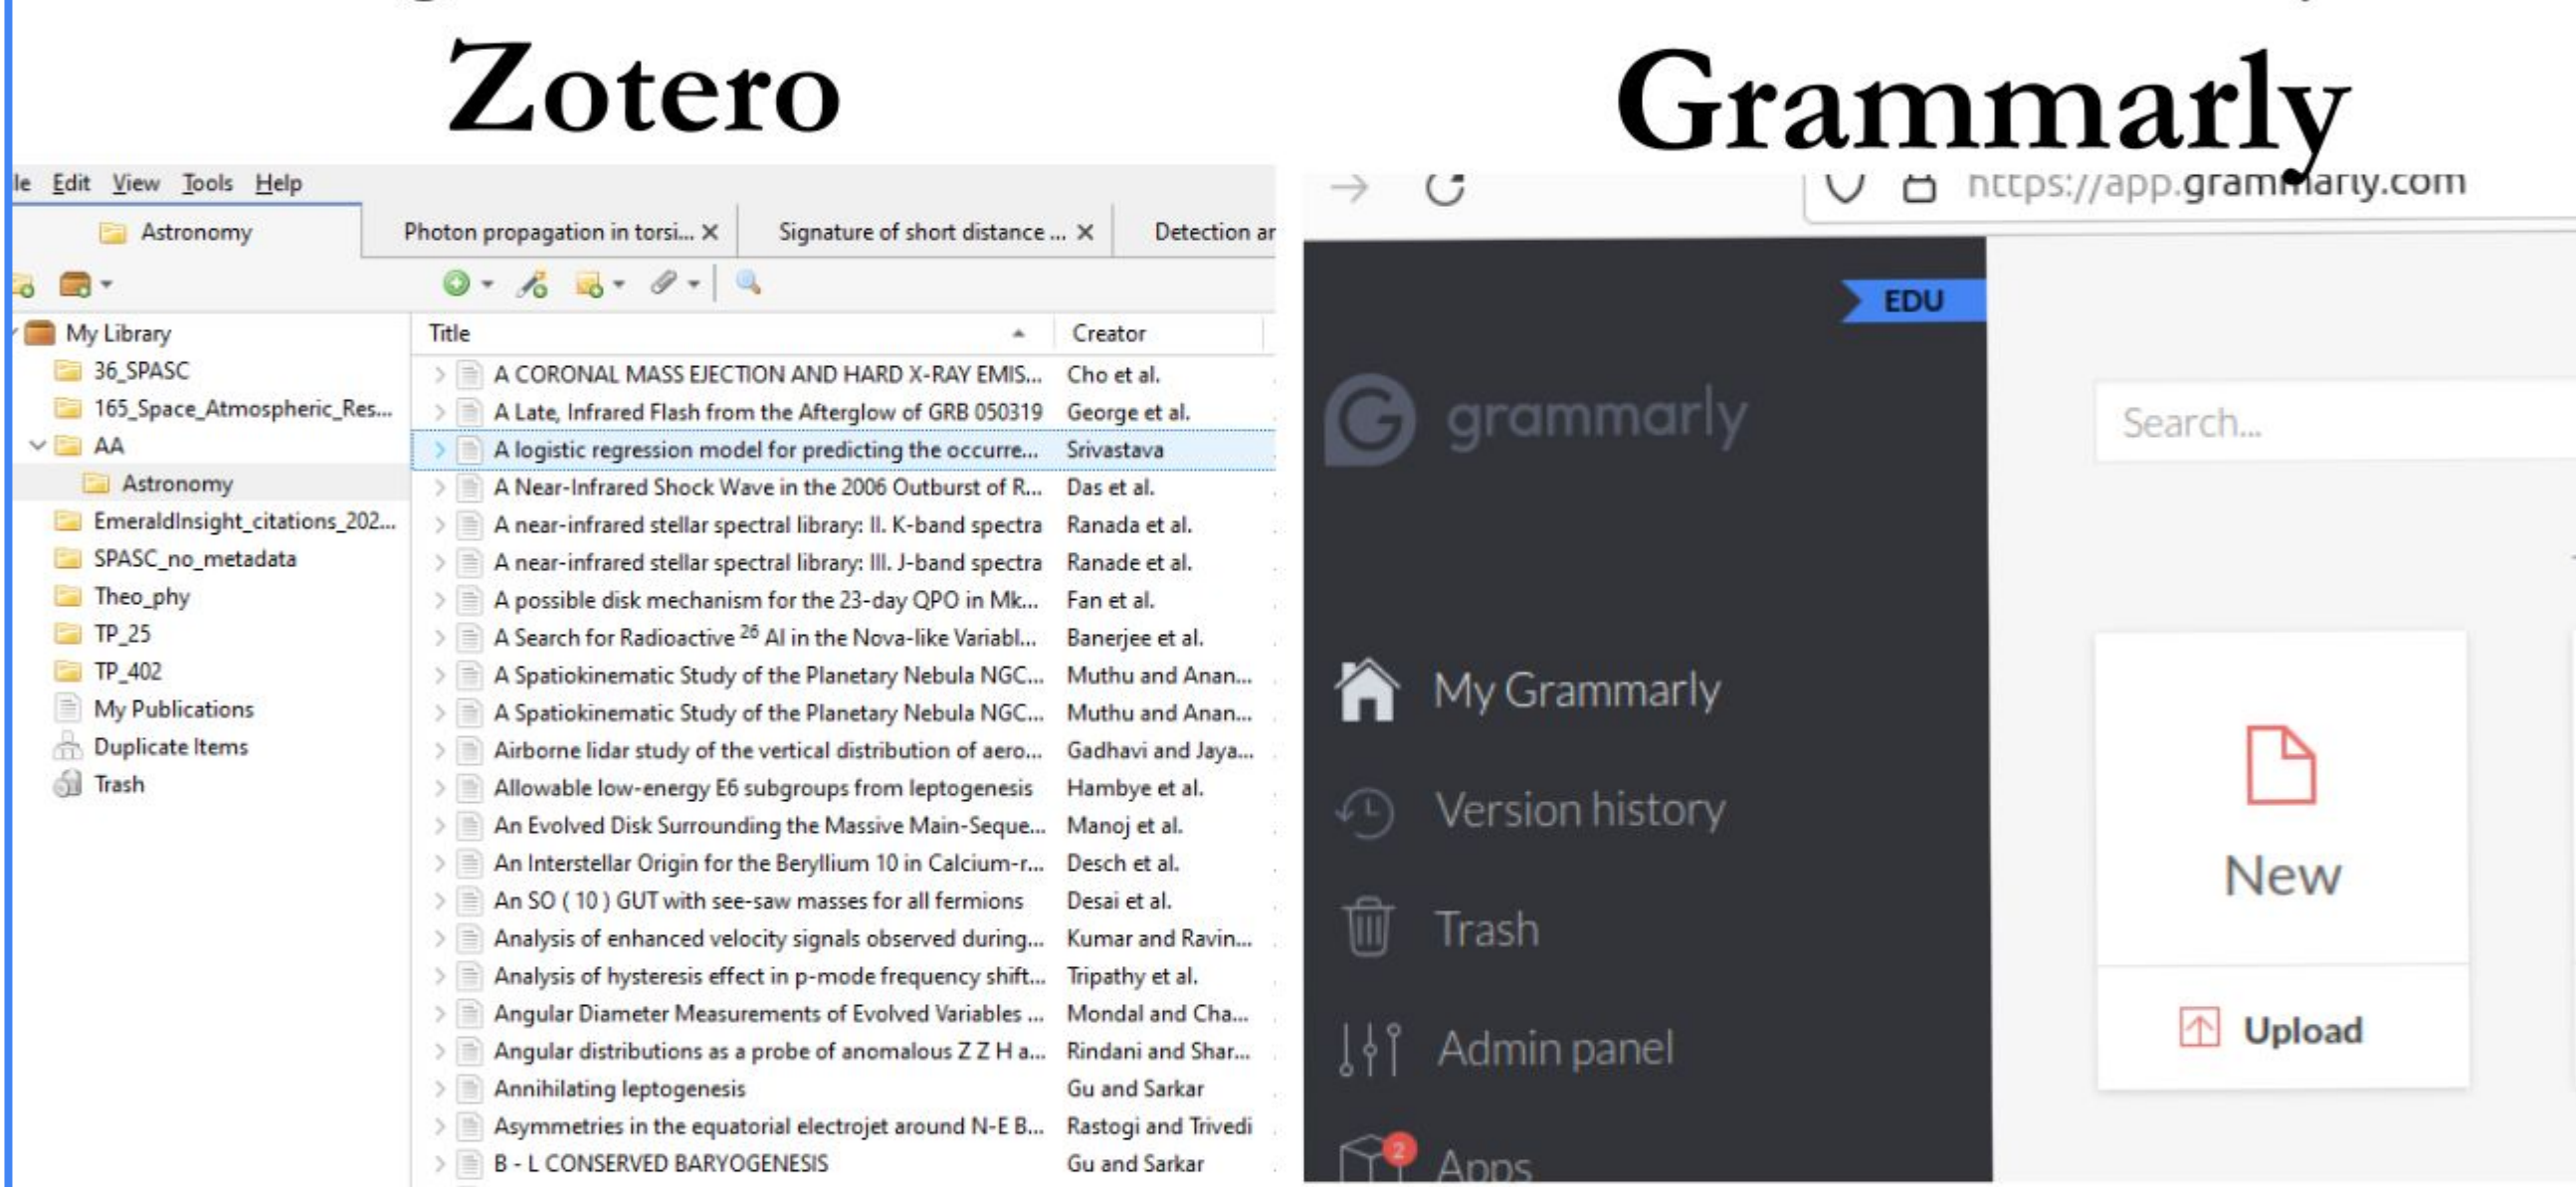 Zotero
le Edit View Tools Help
Astronomy
Photon propagation in torsi...
Signature of short distance ...
Detection ar
My Library
36_SPASC
165_Space_Atmospheric_Res...
AA
Astronomy
EmeraldInsight_citations_202...
SPASC_no_metadata
Theo_phy
TP_25
TP_402
My Publications
Duplicate Items
Trash
Title Creator
A CORONAL MASS EJECTION AND HARD X-RAY EMIS... Cho et al.
A Late, Infrared Flash from the Afterglow of GRB 050319 George et al.
A logistic regression model for predicting the occurre... Srivastava
A Near-Infrared Shock Wave in the 2006 Outburst of R... Das et al.
A near-infrared stellar spectral library: II. K-band spectra Ranada et al.
A near-infrared stellar spectral library: III. J-band spectra Ranade et al.
A possible disk mechanism for the 23-day QPO in Mk... Fan et al.
A Search for Radioactive 26 Al in the Nova-like Variabl... Banerjee et al.
A Spatiokinematic Study of the Planetary Nebula NGC... Muthu and Anan...
A Spatiokinematic Study of the Planetary Nebula NGC... Muthu and Anan...
Airborne lidar study of the vertical distribution of aero... Gadhavi and Jaya...
Allowable low-energy E6 subgroups from leptogenesis Hambye et al.
An Evolved Disk Surrounding the Massive Main-Seque... Manoj et al.
An Interstellar Origin for the Beryllium 10 in Calcium-r... Desch et al.
An SO ( 10 ) GUT with see-saw masses for all fermions Desai et al.
Analysis of enhanced velocity signals observed during... Kumar and Ravin...
Analysis of hysteresis effect in p-mode frequency shift... Tripathy et al.
Angular Diameter Measurements of Evolved Variables ... Mondal and Cha...
Angular distributions as a probe of anomalous Z Z H a... Rindani and Shar...
Annihilating leptogenesis Gu and Sarkar
Asymmetries in the equatorial electrojet around N-E B... Rastogi and Trivedi
B - L CONSERVED BARYOGENESIS Gu and Sarkar
Grammarly
https://app.grammarly.com
EDU
grammarly
My Grammarly
Version history
Trash
Admin panel
2
Apps
Search...
New
Upload